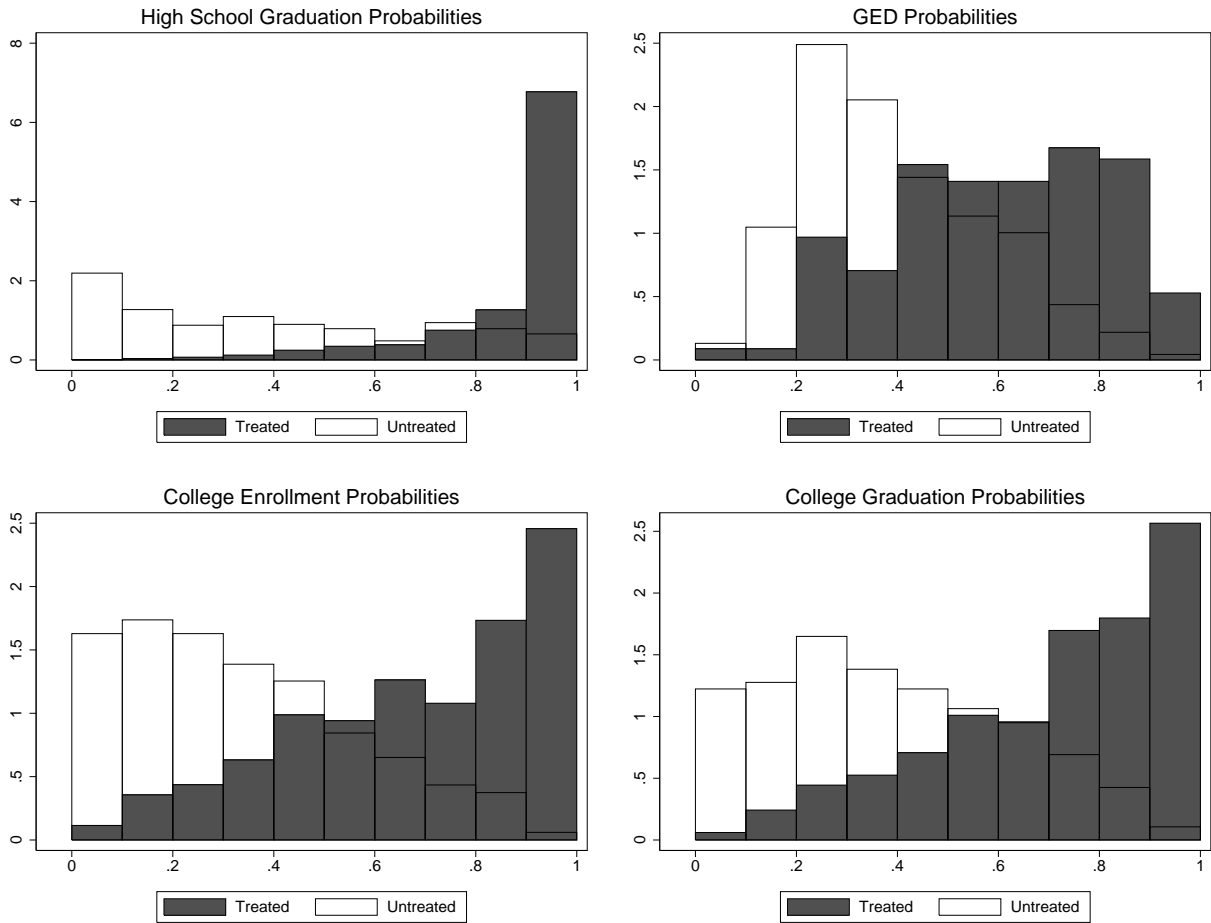 High School Graduation Probabilities
8
6
4
2
0
0 .2 .4 .6 .8 1
Treated Untreated
GED Probabilities
2.5
2
1.5
1
.5
0
0 .2 .4 .6 .8 1
Treated Untreated
College Enrollment Probabilities
2.5
2
1.5
1
.5
0
0 .2 .4 .6 .8 1
Treated Untreated
College Graduation Probabilities
2.5
2
1.5
1
.5
0
0 .2 .4 .6 .8 1
Treated Untreated